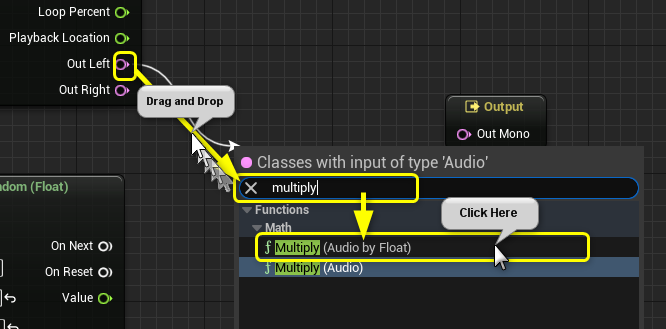 Loop Percent
Playback Location
Out Left
Out Right
Drag and Drop
Output
Out Mono
Classes with input of type 'Audio'
multiply
Functions
Math
Click Here
Multiply (Audio by Float)
Multiply (Audio)
ndom (Float)
On Next
On Reset
Value